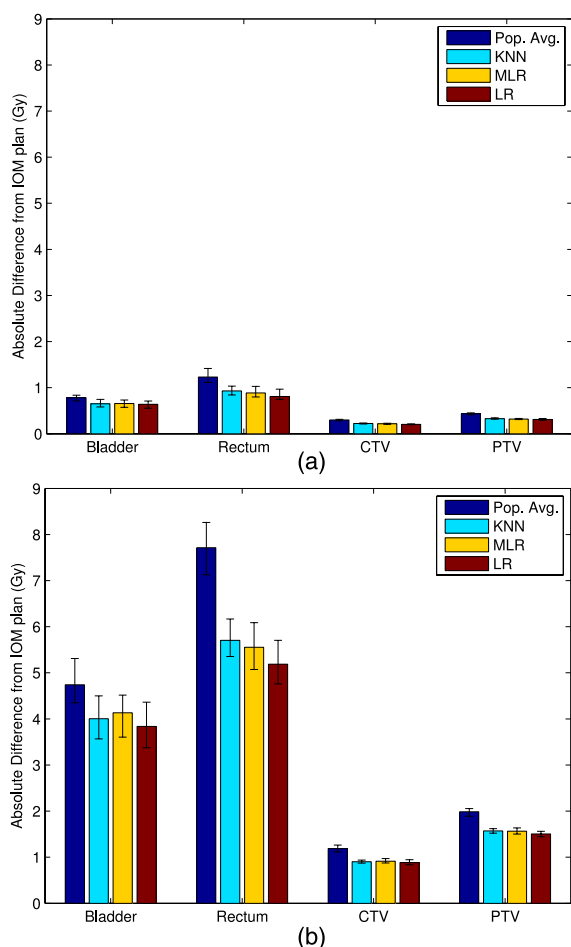 9
8
7
6
5
4
3
2
1
0
Absolute Difference from IOM plan (Gy)
Pop. Avg.
KNN
MLR
LR
Bladder Rectum CTV PTV
(a)
9
8
7
6
5
4
3
2
1
0
Absolute Difference from IOM plan (Gy)
Pop. Avg.
KNN
MLR
LR
Bladder Rectum CTV PTV
(b)